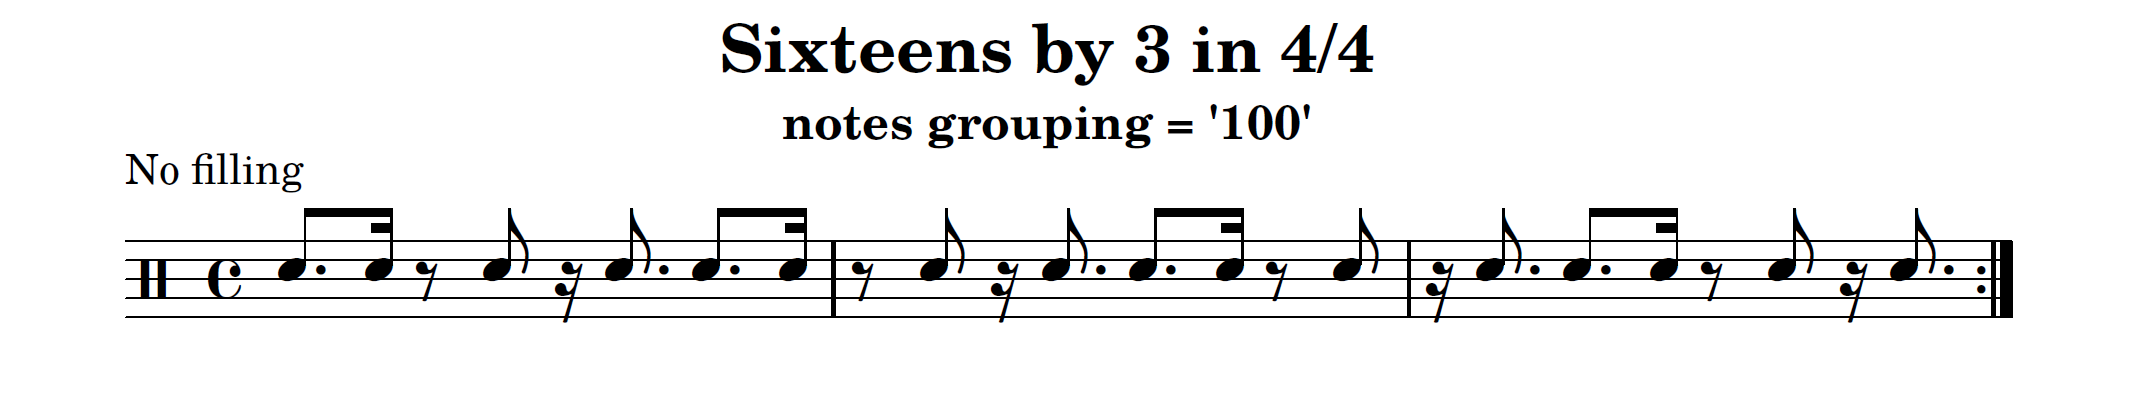 Sixteens by 3 in 4/4
notes grouping = '100'
No filling